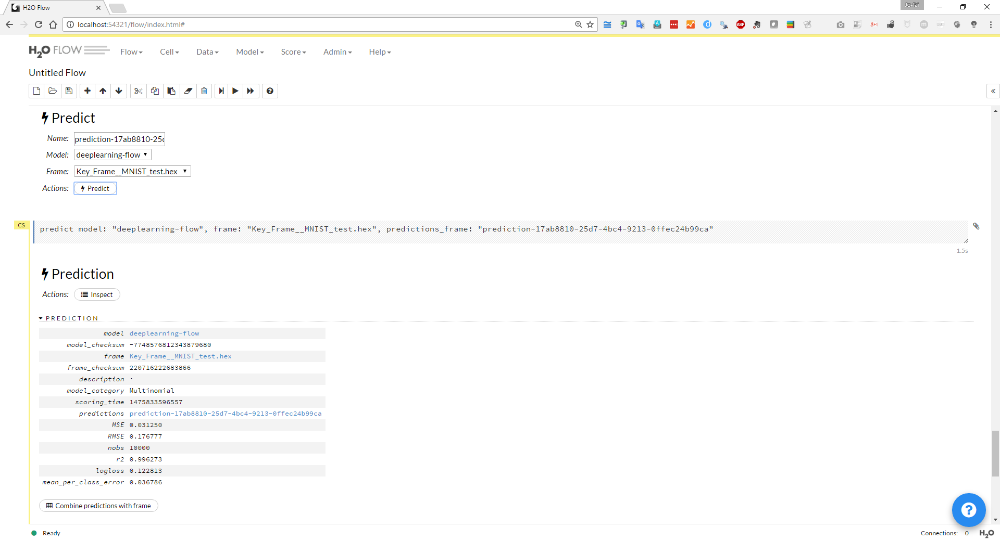 H2O Flow
Jo-fai
localhost:54321/flow/index.html#
H2O FLOW
Flow Cell Data Model Score Admin Help
Untitled Flow
Predict
Name: prediction-17ab8810-25
Model: deeplearning-flow
Frame: Key_Frame__MNIST_test.hex
Actions: Predict
CS
predict model: "deeplearning-flow", frame: "Key_Frame__MNIST_test.hex", predictions_frame: "prediction-17ab8810-25d7-4bc4-9213-0ffec24b99ca"
1.5s
Prediction
Actions: Inspect
PREDICTION
model deeplearning-flow
model_checksum -7748576812343879680
frame Key_Frame__MNIST_test.hex
frame_checksum 220716222683866
description ·
model_category Multinomial
scoring_time 1475833596557
predictions prediction-17ab8810-25d7-4bc4-9213-0ffec24b99ca
MSE 0.031250
RMSE 0.176777
nobs 10000
r2 0.996273
logloss 0.122813
mean_per_class_error 0.036786
Combine predictions with frame
Ready
Connections: 0 H2O